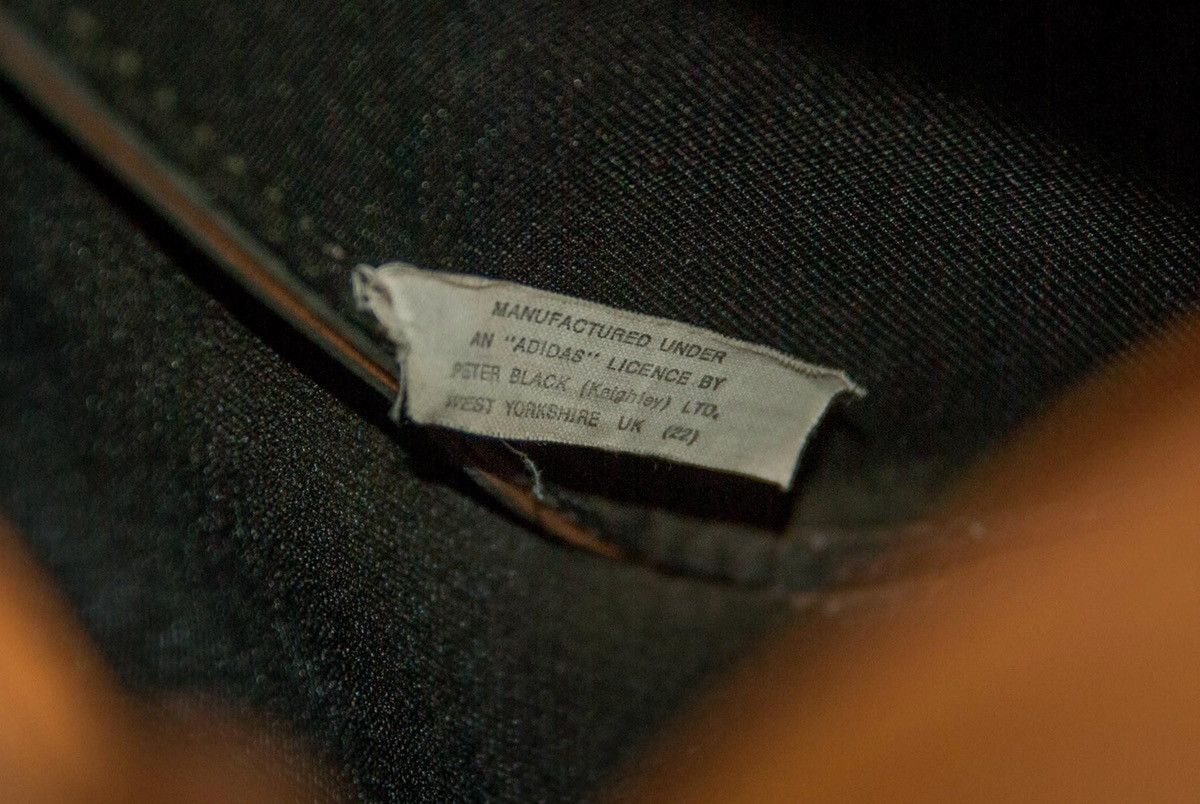 MANUFACTURED UNDER
AN "ADIDAS" LICENCE BY
PETER BLACK (Keighley) LTD.
WEST YORKSHIRE UK (22)